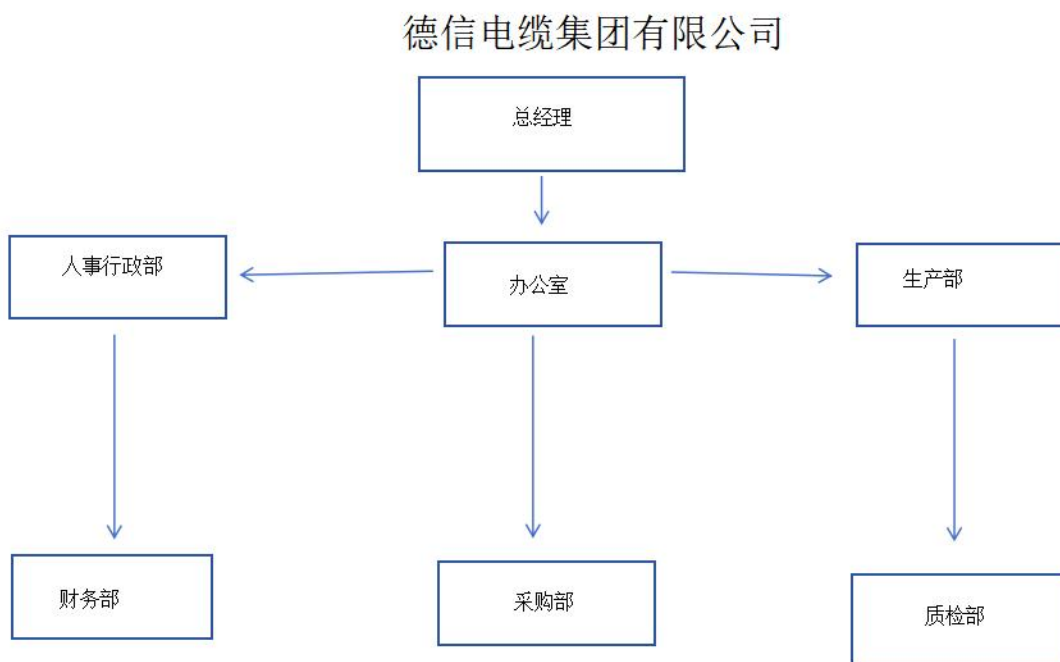 德信电缆集团有限公司
总经理
人事行政部
办公室
生产部
财务部
采购部
质检部